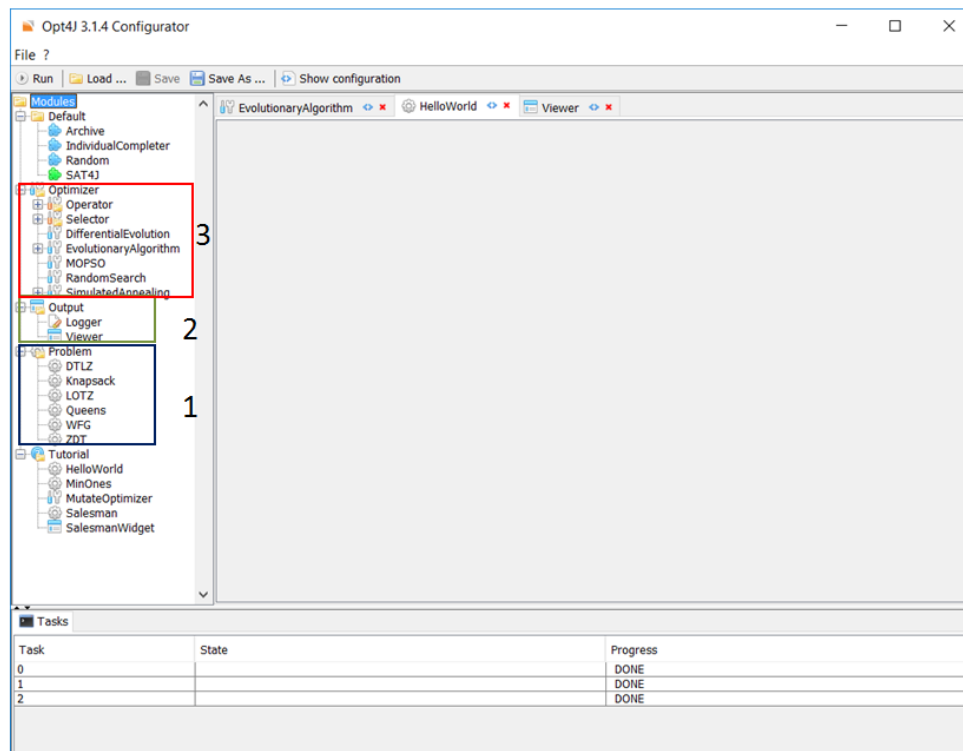 Opt4J 3.1.4 Configurator
File ?
Run Load ... Save Save As ... Show configuration
Modules
Default
Archive
IndividualCompleter
Random
SAT4J
Optimizer
Operator
Selector
DifferentialEvolution
EvolutionaryAlgorithm
MOPSO
RandomSearch
SimulatedAnnealing
3
Output
Logger
Viewer
2
Problem
DTLZ
Knapsack
LOTZ
Queens
WFG
ZDT
1
Tutorial
HelloWorld
MinOnes
MutateOptimizer
Salesman
SalesmanWidget
EvolutionaryAlgorithm HelloWorld Viewer
Tasks
Task State Progress
0 DONE
1 DONE
2 DONE